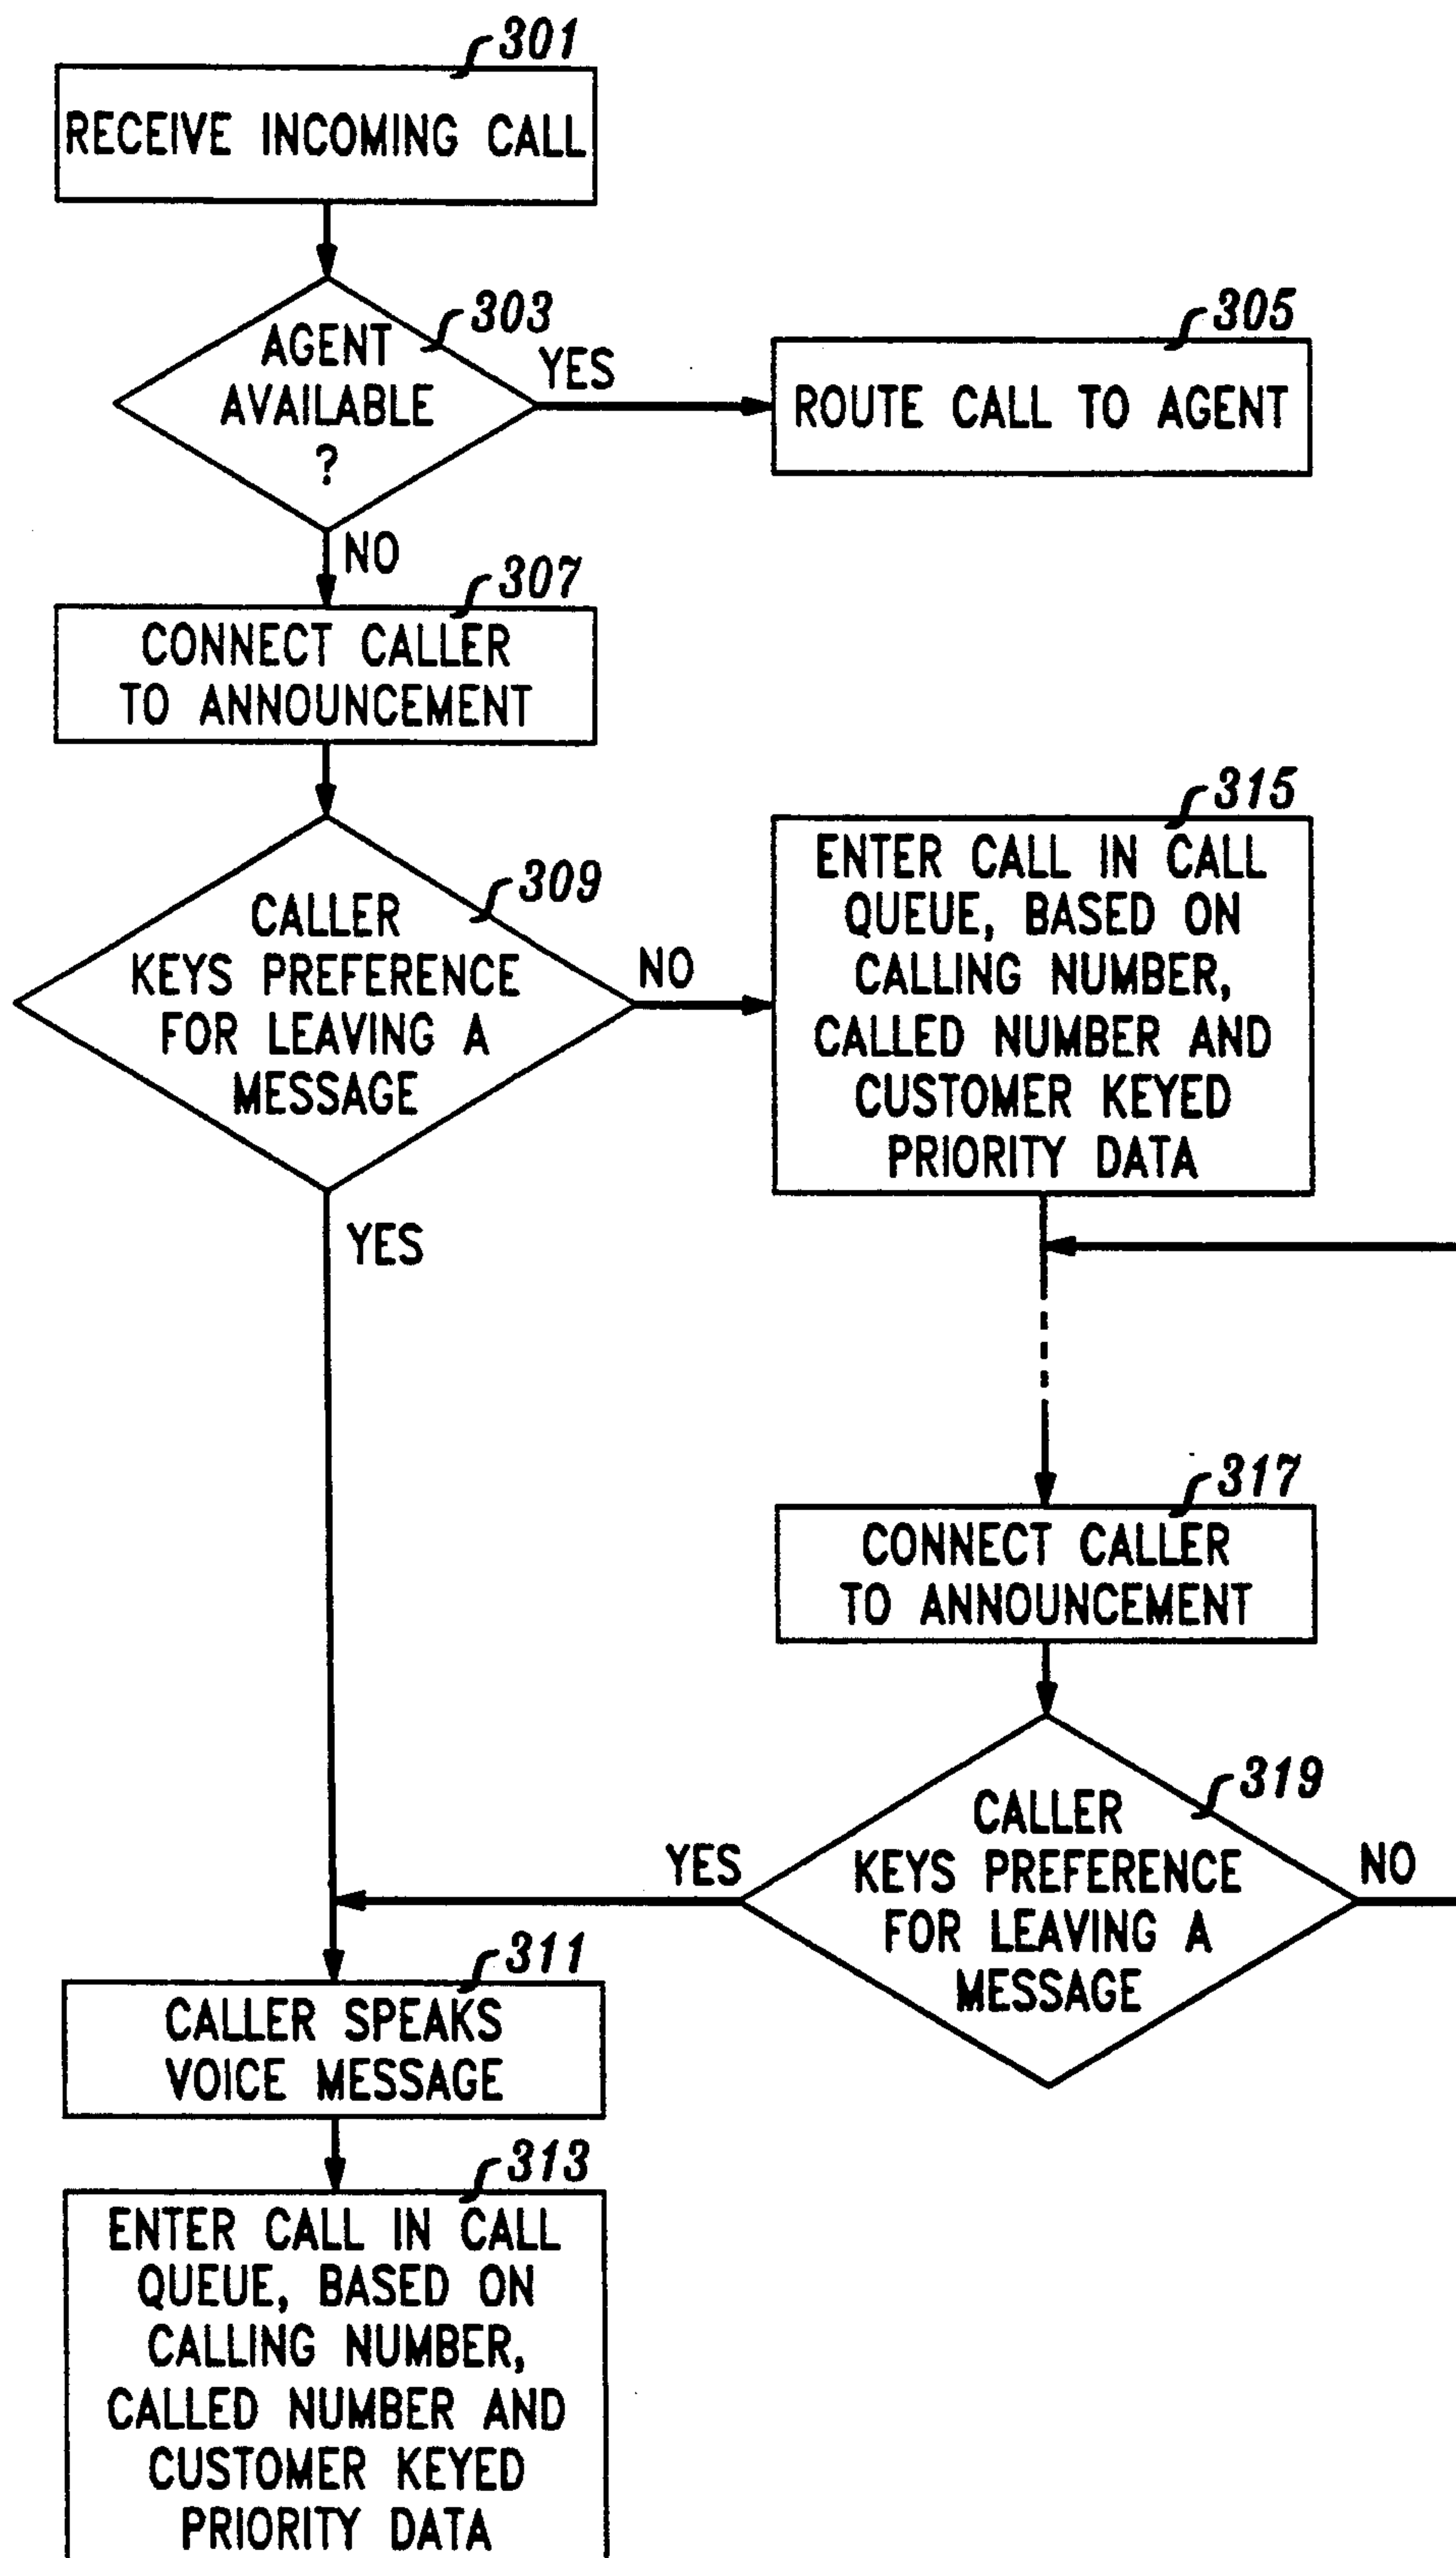 301
RECEIVE INCOMING CALL
303
AGENT
AVAILABLE
?
YES
305
ROUTE CALL TO AGENT
NO
307
CONNECT CALLER
TO ANNOUNCEMENT
309
CALLER
KEYS PREFERENCE
FOR LEAVING A
MESSAGE
NO
315
ENTER CALL IN CALL
QUEUE, BASED ON
CALLING NUMBER,
CALLED NUMBER AND
CUSTOMER KEYED
PRIORITY DATA
YES
317
CONNECT CALLER
TO ANNOUNCEMENT
319
CALLER
KEYS PREFERENCE
FOR LEAVING A
MESSAGE
YES
NO
311
CALLER SPEAKS
VOICE MESSAGE
313
ENTER CALL IN CALL
QUEUE, BASED ON
CALLING NUMBER,
CALLED NUMBER AND
CUSTOMER KEYED
PRIORITY DATA